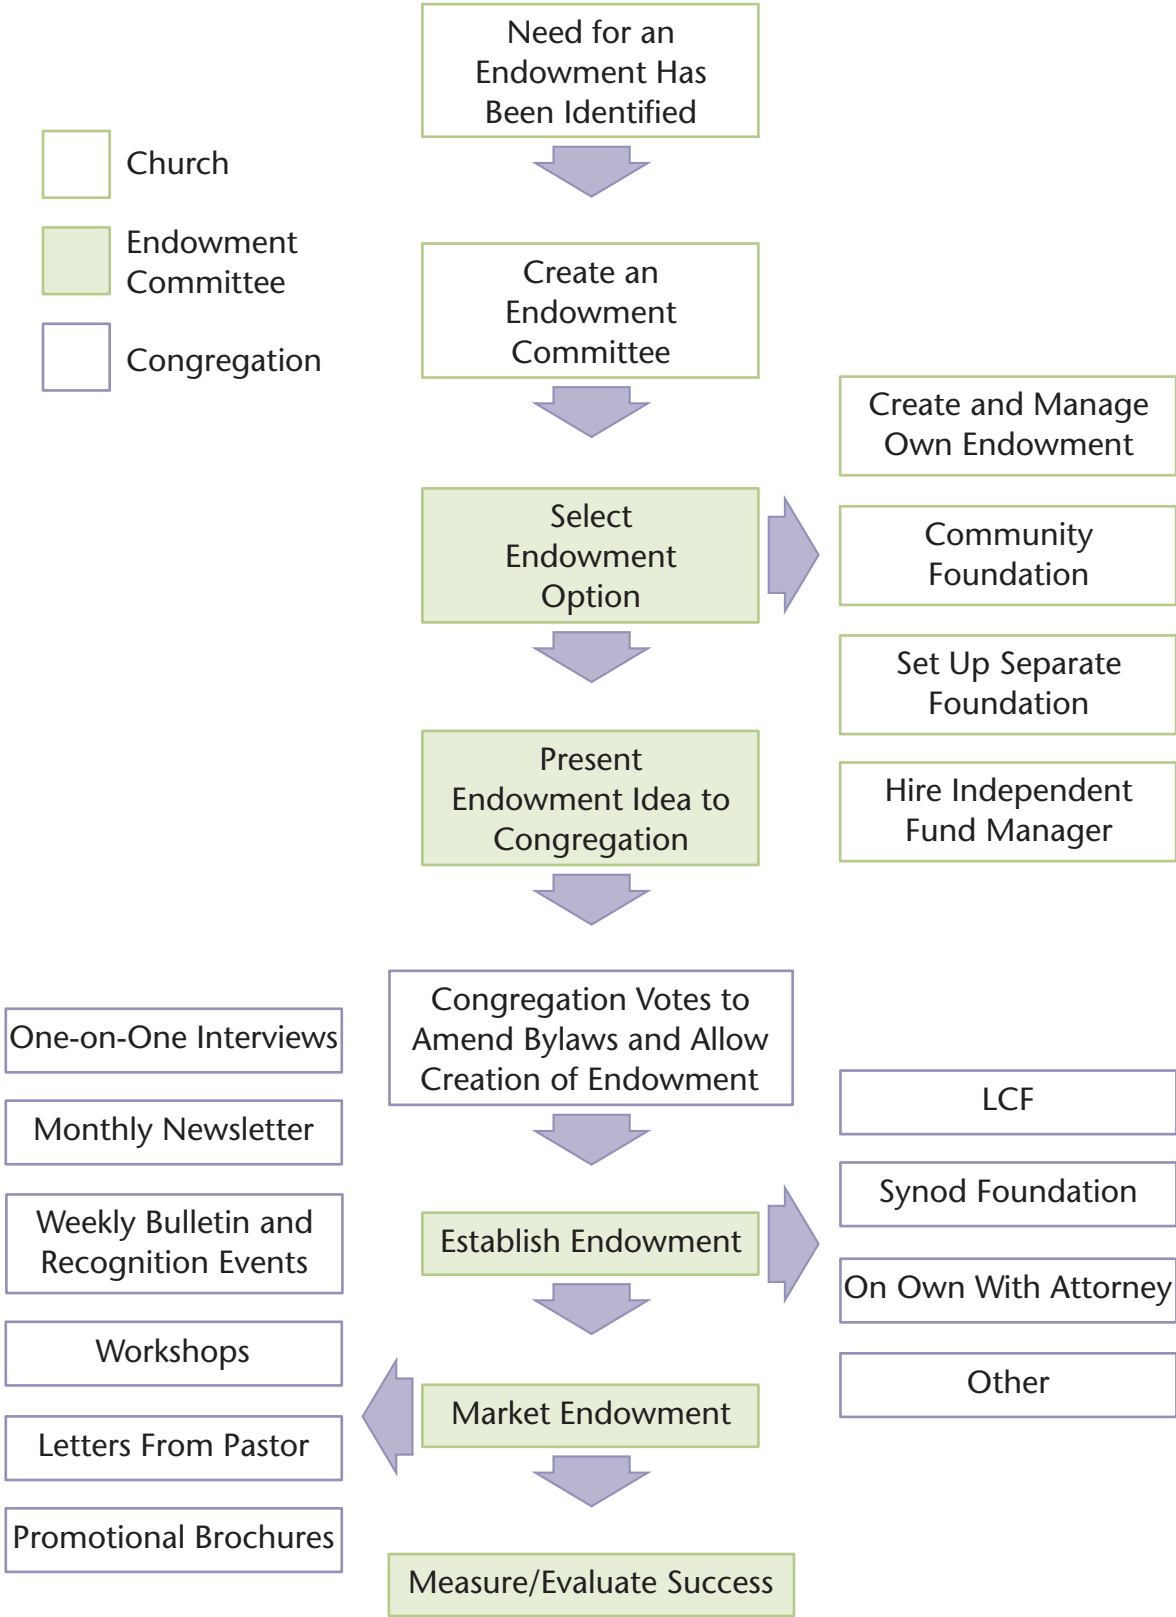 Need for an
Endowment Has
Been Identified
Church
Endowment
Committee
Congregation
Create an
Endowment
Committee
Select
Endowment
Option
Create and Manage
Own Endowment
Community
Foundation
Set Up Separate
Foundation
Hire Independent
Fund Manager
Present
Endowment Idea to
Congregation
Congregation Votes to
Amend Bylaws and Allow
Creation of Endowment
Establish Endowment
LCF
Synod Foundation
On Own With Attorney
Other
Market Endowment
One-on-One Interviews
Monthly Newsletter
Weekly Bulletin and
Recognition Events
Workshops
Letters From Pastor
Promotional Brochures
Measure/Evaluate Success